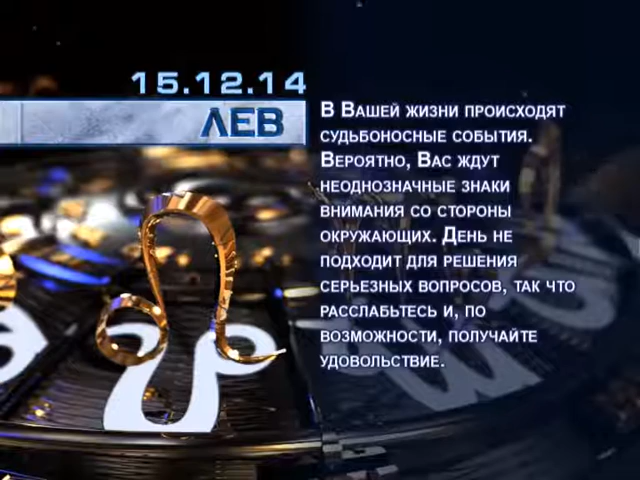 15.12.14
ЛЕВ
В Вашей жизни происходят
судьбоносные события.
Вероятно, Вас ждут
неоднозначные знаки
внимания со стороны
окружающих. День не
подходит для решения
серьезных вопросов, так что
расслабьтесь и, по
возможности, получайте
удовольствие.